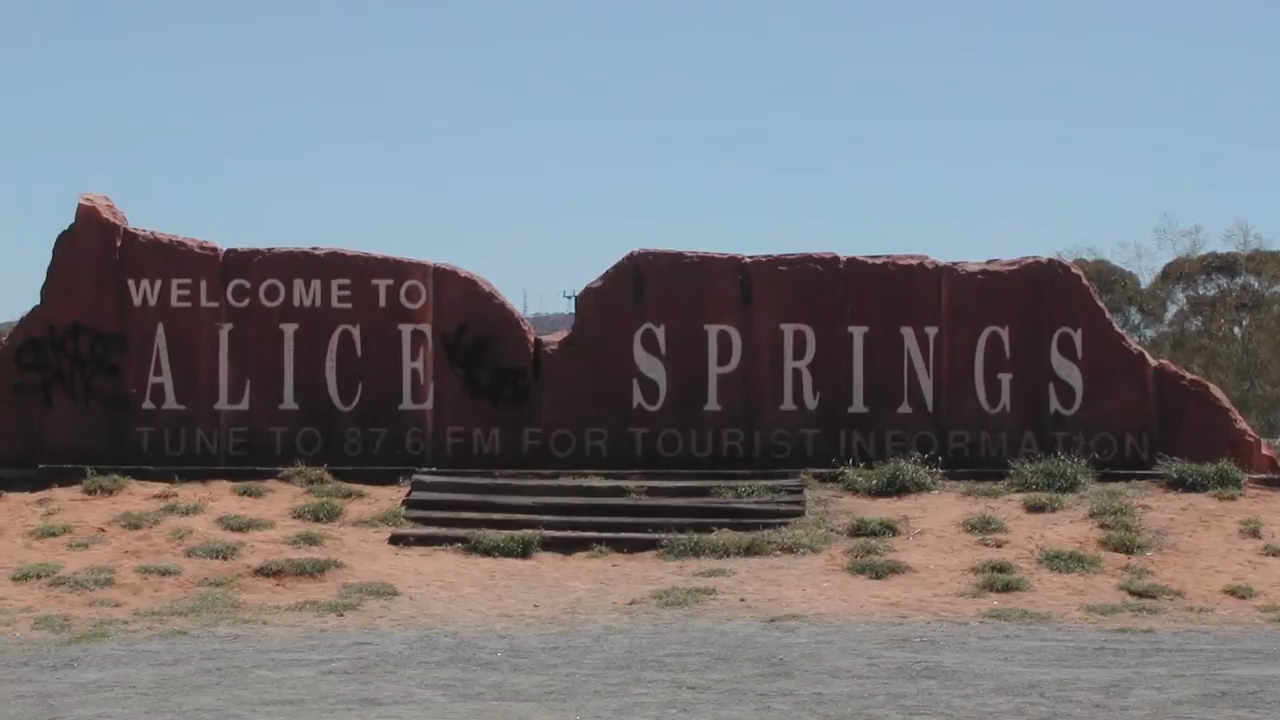 WELCOME TO
ALICE SPRINGS
TUNE TO 87.6 FM FOR TOURIST INFORMATION